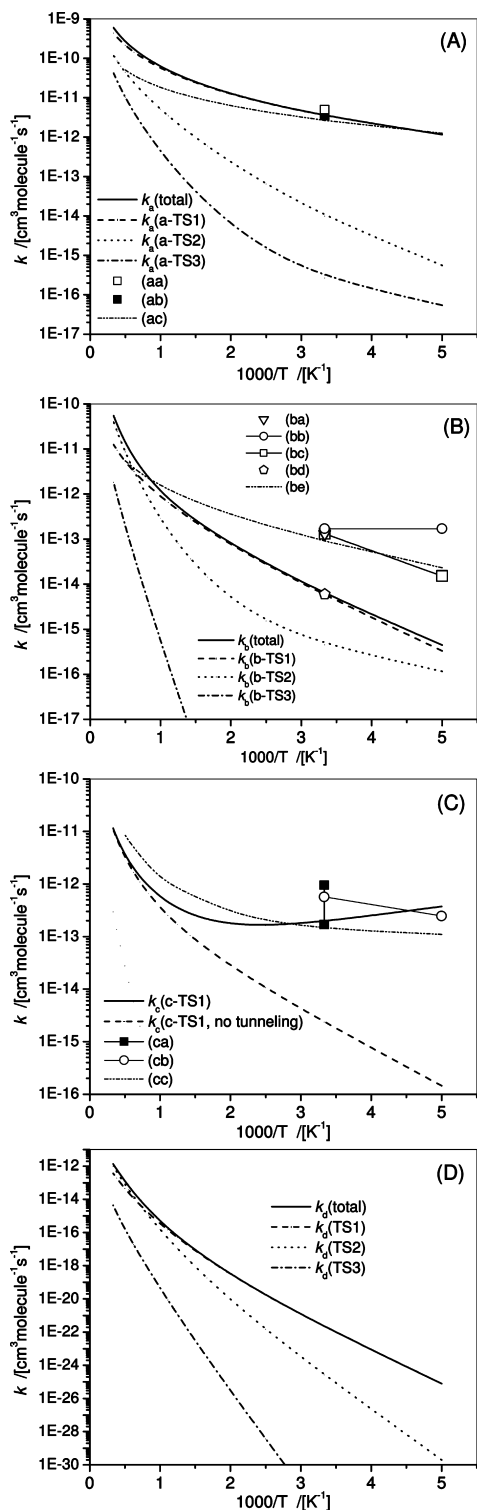 (A)
1E-9
1E-10
1E-11
1E-12
1E-13
1E-14
1E-15
1E-16
1E-17
k /[cm³molecule⁻¹s⁻¹]
kₐ(total)
kₐ(a-TS1)
kₐ(a-TS2)
kₐ(a-TS3)
(aa)
(ab)
(ac)
0 1 2 3 4 5
1000/T /[K⁻¹]
(B)
1E-10
1E-11
1E-12
1E-13
1E-14
1E-15
1E-16
1E-17
k /[cm³molecule⁻¹s⁻¹]
(ba)
(bb)
(bc)
(bd)
(be)
k_b(total)
k_b(b-TS1)
k_b(b-TS2)
k_b(b-TS3)
0 1 2 3 4 5
1000/T /[K⁻¹]
(C)
1E-10
1E-11
1E-12
1E-13
1E-14
1E-15
1E-16
k /[cm³molecule⁻¹s⁻¹]
k_c(c-TS1)
k_c(c-TS1, no tunneling)
(ca)
(cb)
(cc)
0 1 2 3 4 5
1000/T /[K⁻¹]
(D)
1E-12
1E-14
1E-16
1E-18
1E-20
1E-22
1E-24
1E-26
1E-28
1E-30
k /[cm³molecule⁻¹s⁻¹]
k_d(total)
k_d(TS1)
k_d(TS2)
k_d(TS3)
0 1 2 3 4 5
1000/T /[K⁻¹]